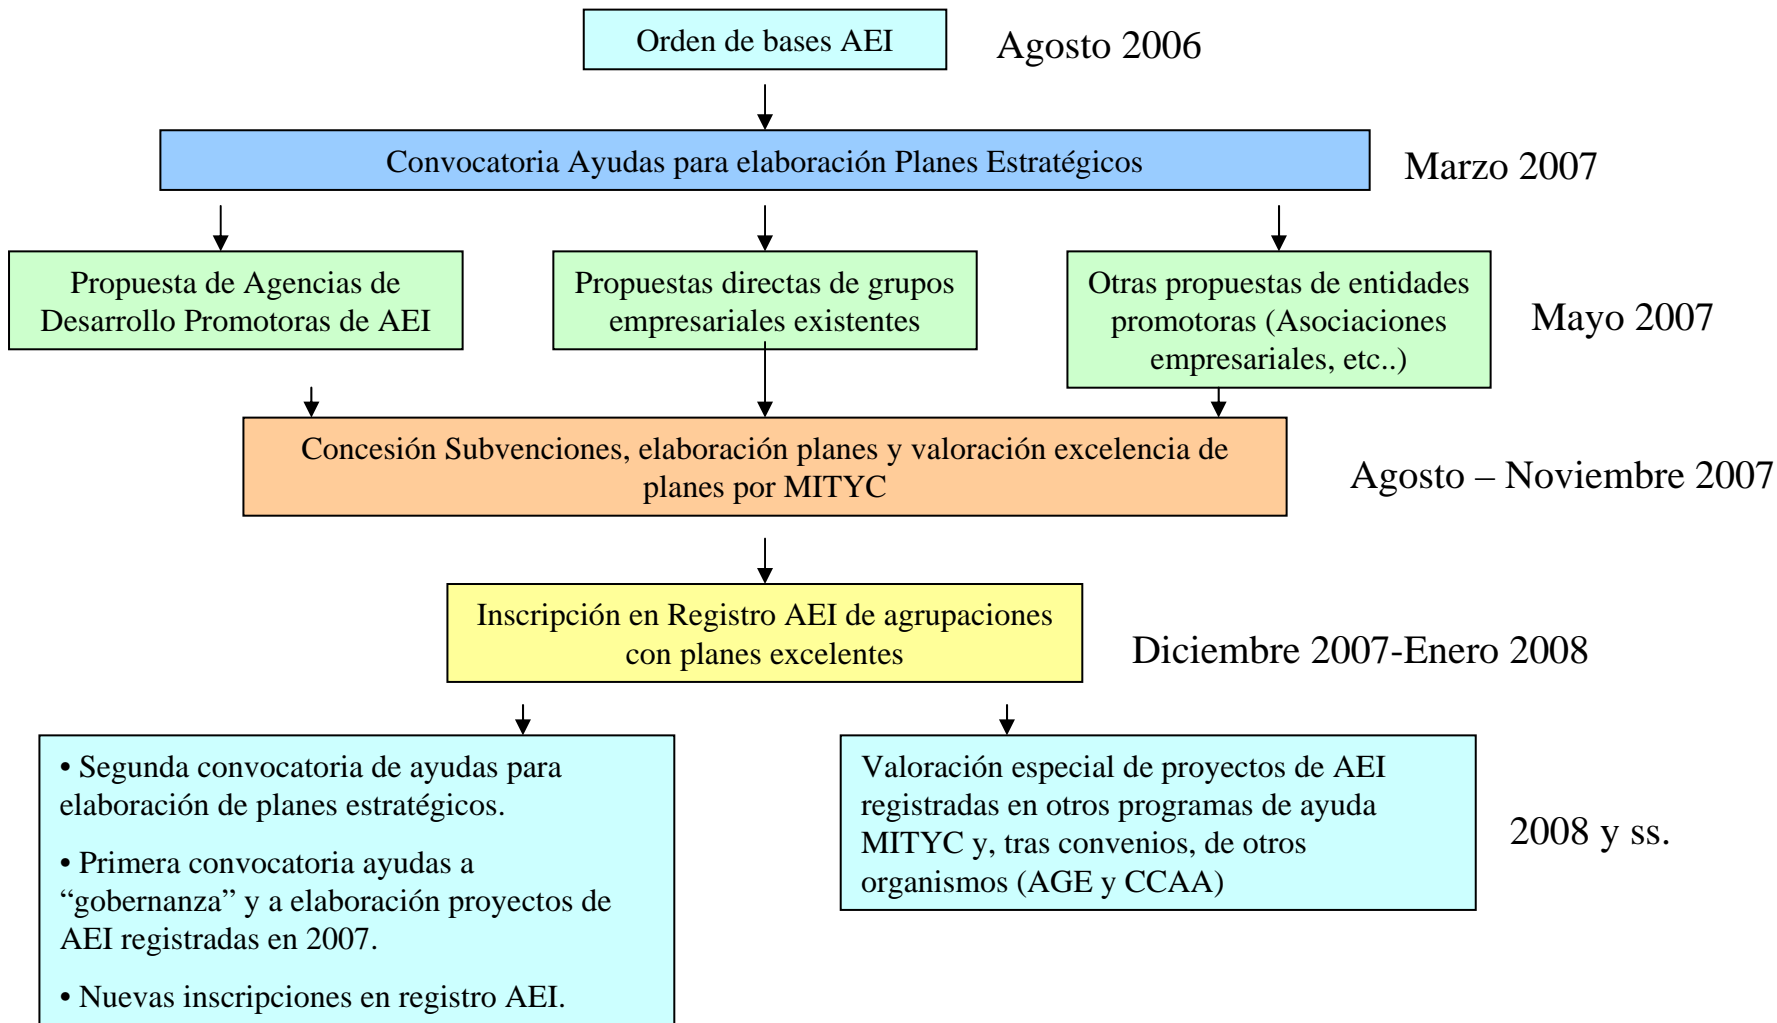 Orden de bases AEI
Agosto 2006
Convocatoria Ayudas para elaboración Planes Estratégicos
Marzo 2007
Propuesta de Agencias de
Desarrollo Promotoras de AEI
Propuestas directas de grupos
empresariales existentes
Otras propuestas de entidades
promotoras (Asociaciones
empresariales, etc..)
Mayo 2007
Concesión Subvenciones, elaboración planes y valoración excelencia de
planes por MITYC
Agosto – Noviembre 2007
Inscripción en Registro AEI de agrupaciones
con planes excelentes
Diciembre 2007-Enero 2008
• Segunda convocatoria de ayudas para
elaboración de planes estratégicos.
• Primera convocatoria ayudas a
“gobernanza” y a elaboración proyectos de
AEI registradas en 2007.
• Nuevas inscripciones en registro AEI.
Valoración especial de proyectos de AEI
registradas en otros programas de ayuda
MITYC y, tras convenios, de otros
organismos (AGE y CCAA)
2008 y ss.